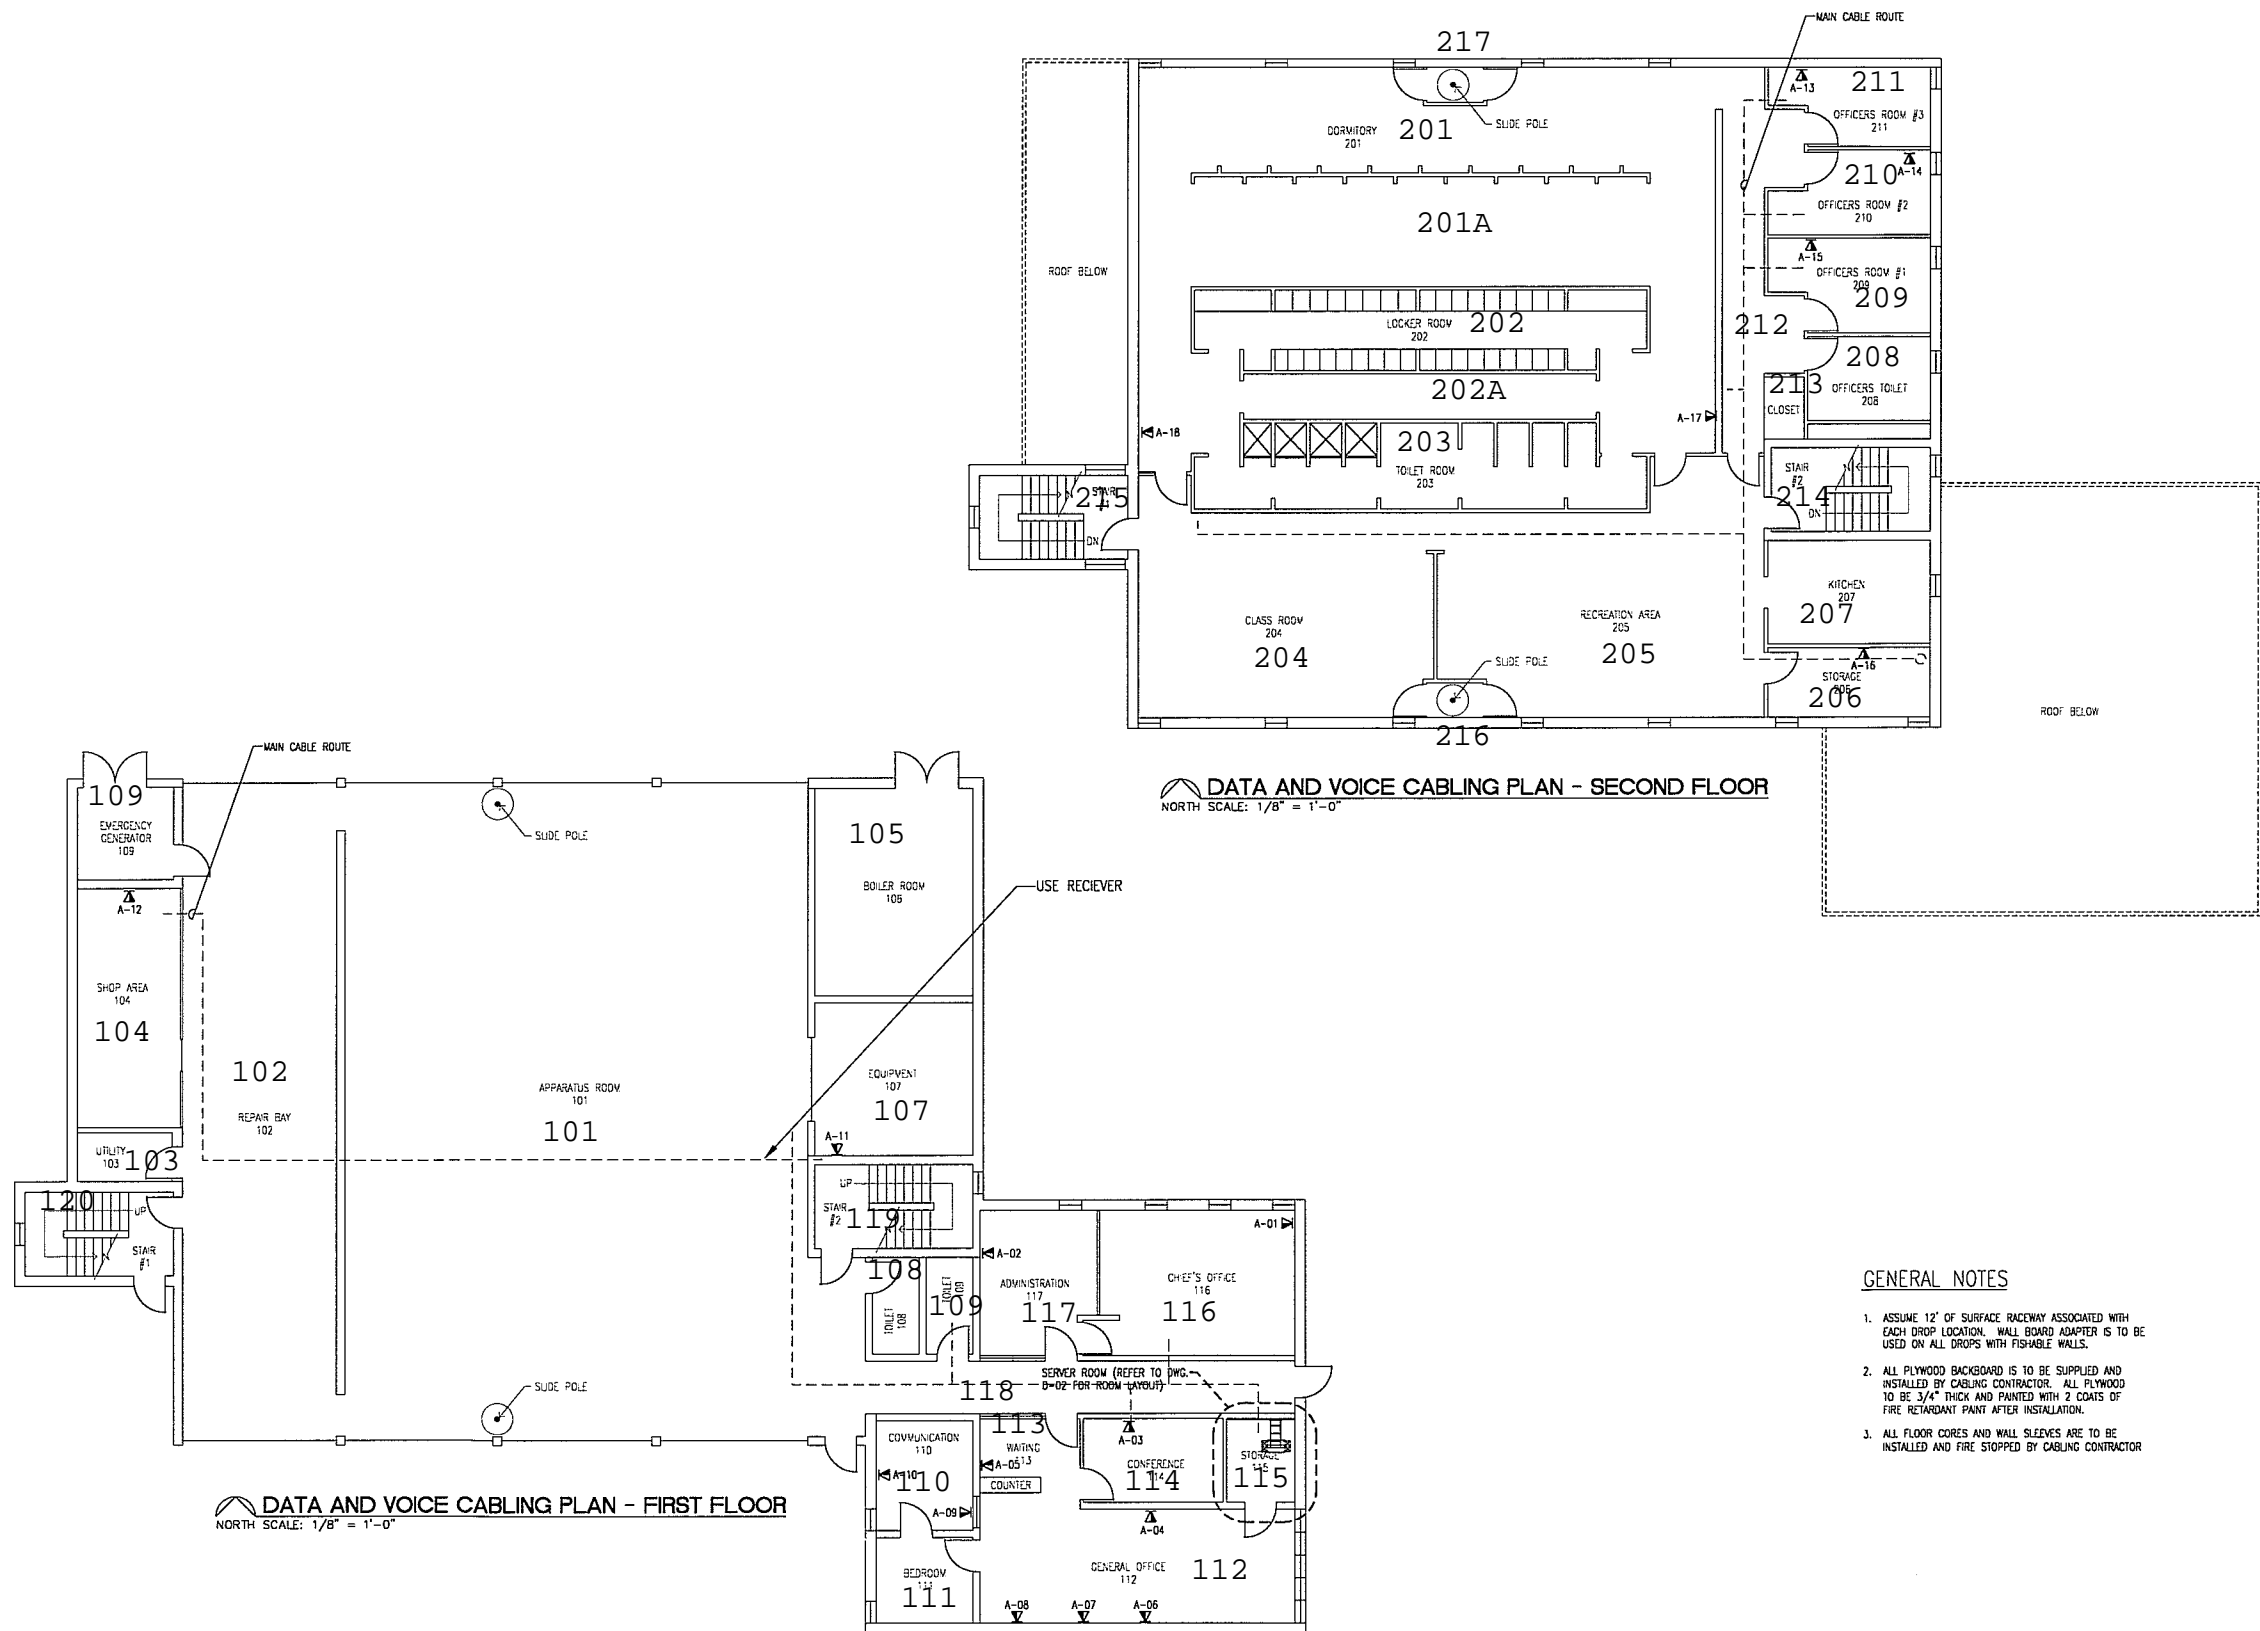 MAIN CABLE ROUTE
217
211
A-13
OFFICERS ROOM #3
211
SLIDE POLE
DORMITORY
201
201
210
A-14
OFFICERS ROOM #2
210
201A
A-15
OFFICERS ROOM #1
209
209
ROOF BELOW
LOCKER ROOM
202
202
212
208
OFFICERS TOILET
208
213
CLOSET
202A
A-17
A-18
203
TOILET ROOM
203
STAIR
#2
214
DN
STAIR
215
DN
KITCHEN
207
207
CLASS ROOM
204
204
RECREATION AREA
205
205
SLIDE POLE
A-16
STORAGE
206
216
ROOF BELOW
DATA AND VOICE CABLING PLAN - SECOND FLOOR
NORTH SCALE: 1/8" = 1'-0"
MAIN CABLE ROUTE
109
EMERGENCY
GENERATOR
109
SLIDE POLE
105
BOILER ROOM
USE RECIEVER
A-12
SHOP AREA
104
104
102
REPAIR BAY
102
APPARATUS ROOM
101
101
EQUIPMENT
107
107
A-11
UTILITY
103
103
120
UP
STAIR
#1
UP
STAIR
#2
119
108
TOILET
108
TOILET
109
109
A-02
ADMINISTRATION
117
117
A-01
CHIEF'S OFFICE
116
116
SERVER ROOM (REFER TO DWG.
D-02 FOR ROOM LAYOUT)
118
SLIDE POLE
113
WAITING
113
A-05
COUNTER
COMMUNICATION
110
A-10
110
A-09
A-03
CONFERENCE
114
114
STORAGE
115
115
A-04
BEDROOM
111
GENERAL OFFICE
112
112
A-08
A-07
A-06
DATA AND VOICE CABLING PLAN - FIRST FLOOR
NORTH SCALE: 1/8" = 1'-0"
GENERAL NOTES
1. ASSUME 12' OF SURFACE RACEWAY ASSOCIATED WITH
EACH DROP LOCATION. WALL BOARD ADAPTER IS TO BE
USED ON ALL DROPS WITH FISHABLE WALLS.
2. ALL PLYWOOD BACKBOARD IS TO BE SUPPLIED AND
INSTALLED BY CABLING CONTRACTOR. ALL PLYWOOD
TO BE 3/4" THICK AND PAINTED WITH 2 COATS OF
FIRE RETARDANT PAINT AFTER INSTALLATION.
3. ALL FLOOR CORES AND WALL SLEEVES ARE TO BE
INSTALLED AND FIRE STOPPED BY CABLING CONTRACTOR